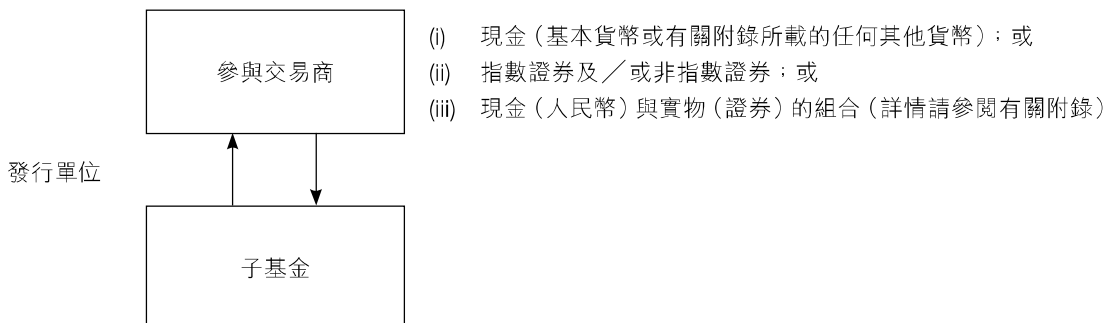 (i) 現金（基本貨幣或有關附錄所載的任何其他貨幣）；或
參與交易商
(ii) 指數證券及／或非指數證券；或
(iii) 現金（人民幣）與實物（證券）的組合（詳情請參閱有關附錄）
發行單位
子基金